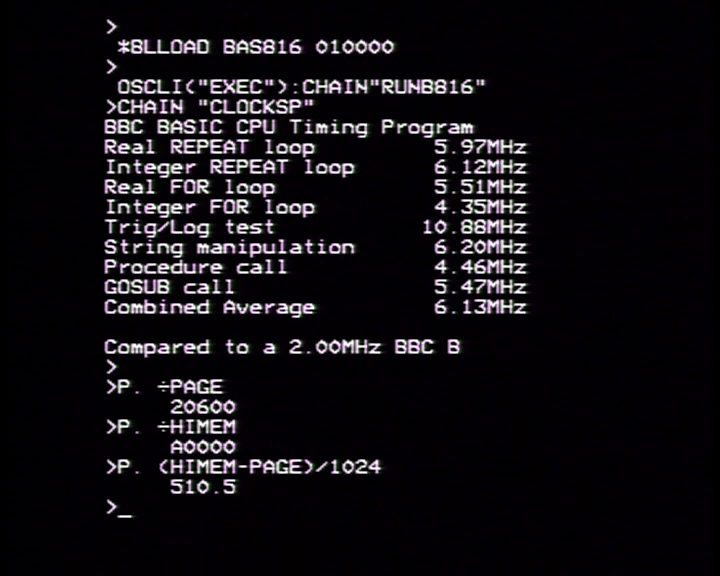 >
*BLLOAD BAS816 010000
>
OSCLI("EXEC"):CHAIN"RUNB816"
>CHAIN "CLOCKSP"
BBC BASIC CPU Timing Program
Real REPEAT loop 5.97MHz
Integer REPEAT loop 6.12MHz
Real FOR loop 5.51MHz
Integer FOR loop 4.35MHz
Trig/Log test 10.88MHz
String manipulation 6.20MHz
Procedure call 4.46MHz
GOSUB call 5.47MHz
Combined Average 6.13MHz
Compared to a 2.00MHz BBC B
>
>P. ÷PAGE
20600
>P. ÷HIMEM
A0000
>P. (HIMEM-PAGE)/1024
510.5
>_